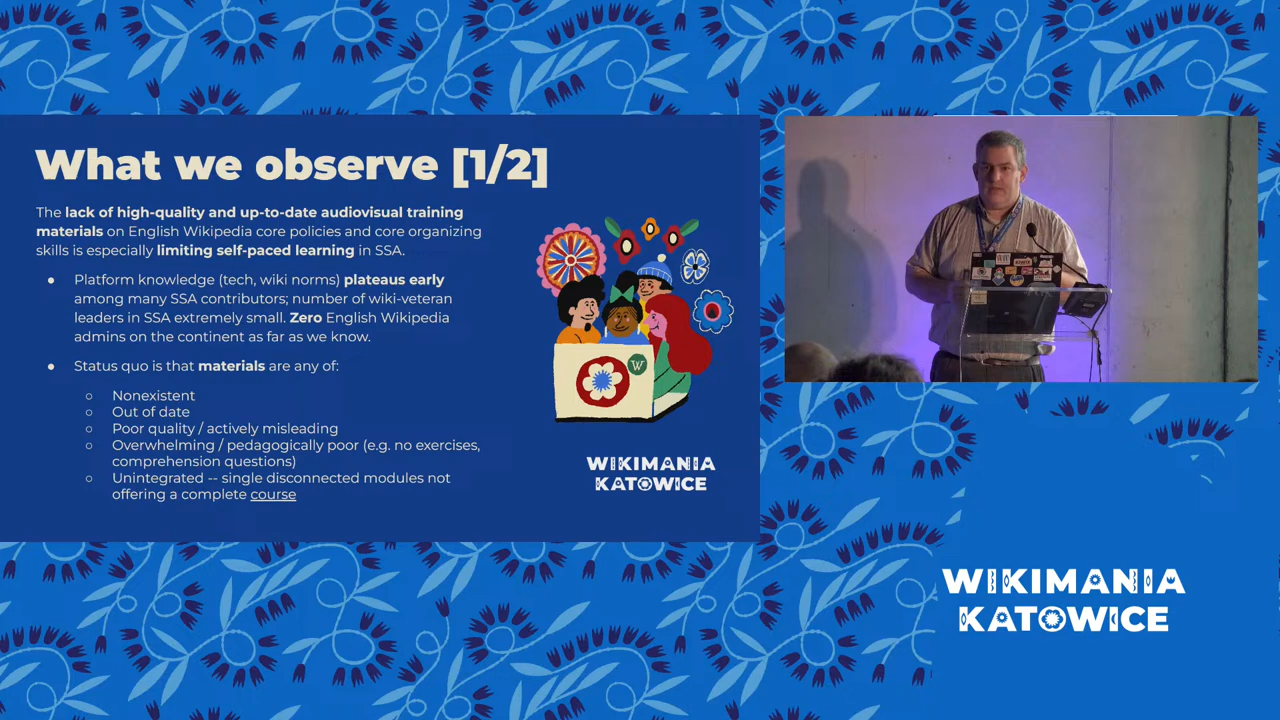 What we observe [1/2]
The lack of high-quality and up-to-date audiovisual training
materials on English Wikipedia core policies and core organizing
skills is especially limiting self-paced learning in SSA.
● Platform knowledge (tech, wiki norms) plateaus early
among many SSA contributors; number of wiki-veteran
leaders in SSA extremely small. Zero English Wikipedia
admins on the continent as far as we know.
● Status quo is that materials are any of:
○ Nonexistent
○ Out of date
○ Poor quality / actively misleading
○ Overwhelming / pedagogically poor (e.g. no exercises,
comprehension questions)
○ Unintegrated -- single disconnected modules not
offering a complete course
W
WIKIMANIA
KATOWICE
WIKIMANIA
KATOWICE